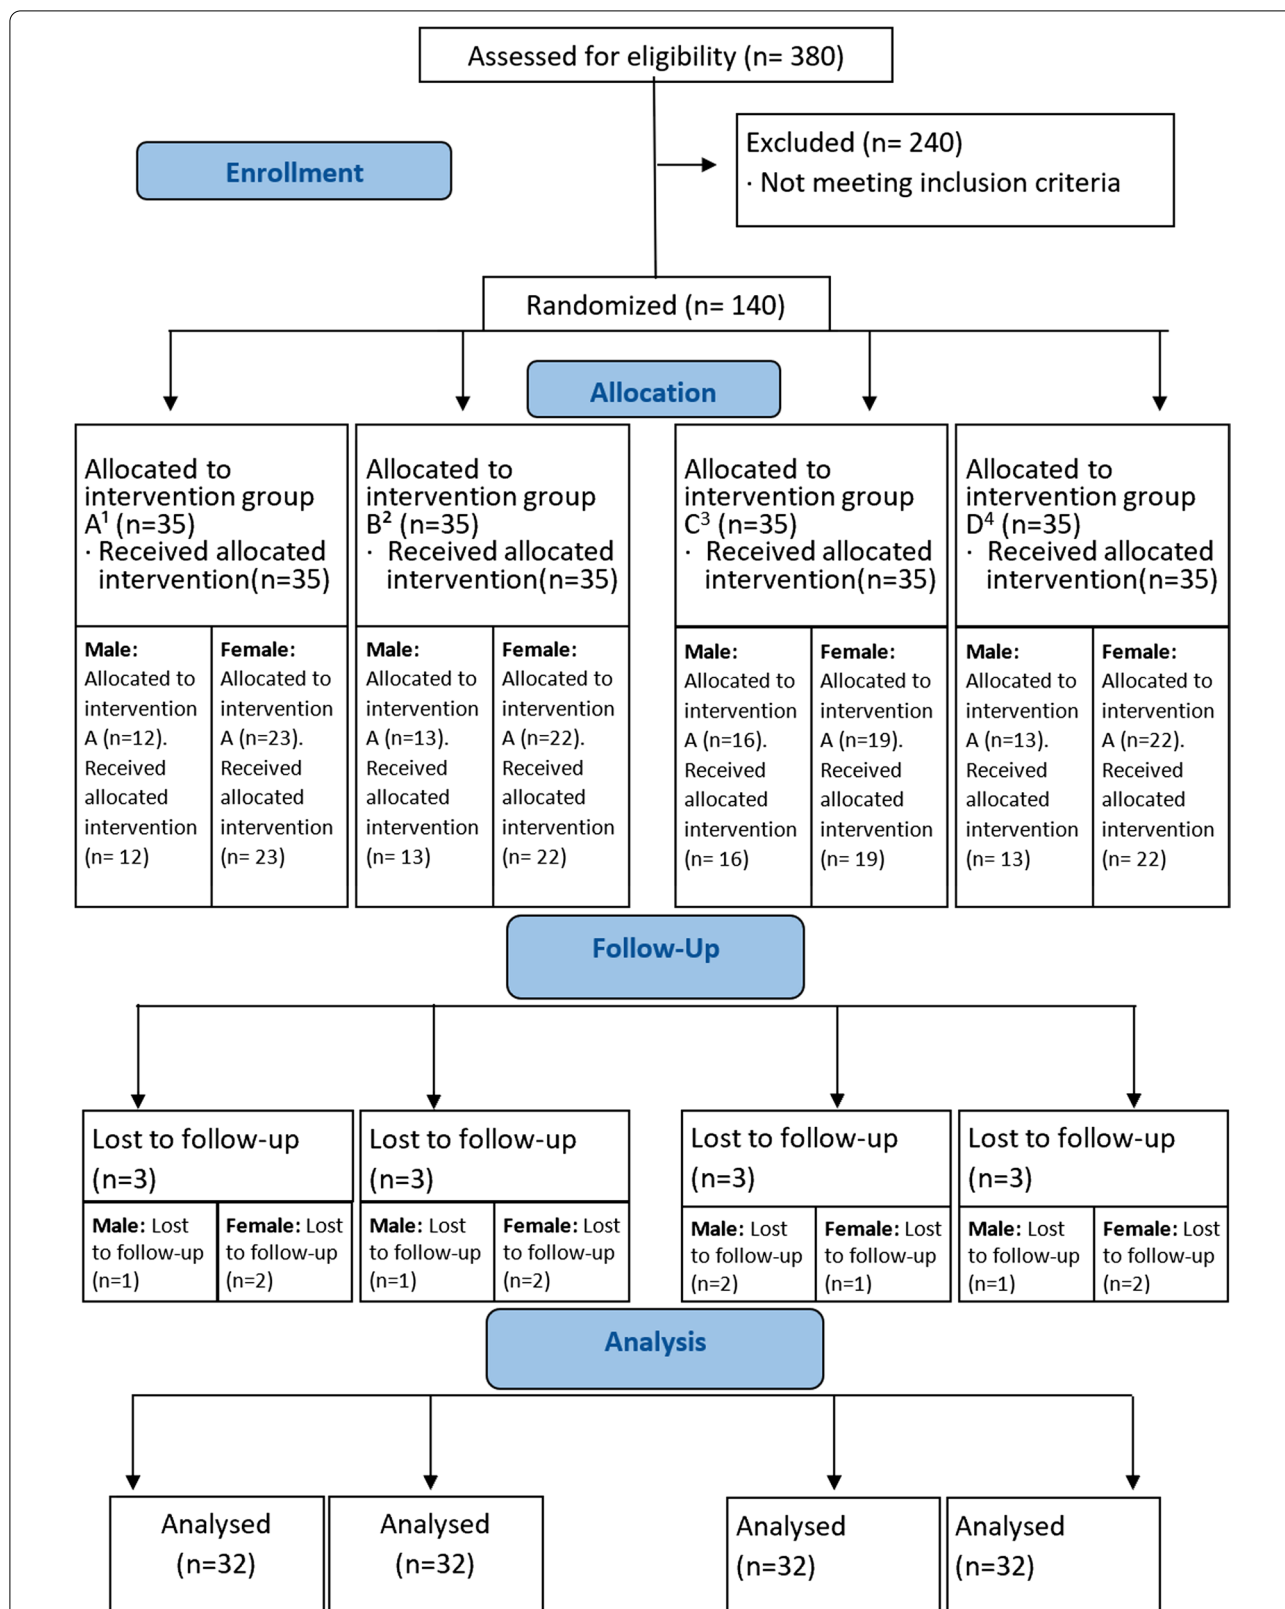 Assessed for eligibility (n= 380)
Enrollment
Excluded (n= 240)
· Not meeting inclusion criteria
Randomized (n= 140)
Allocation
Allocated to
intervention group
A¹ (n=35)
· Received allocated
intervention(n=35)
Male:
Allocated to
intervention
A (n=12).
Received
allocated
intervention
(n= 12)
Female:
Allocated to
intervention
A (n=23).
Received
allocated
intervention
(n= 23)
Allocated to
intervention group
B² (n=35)
· Received allocated
intervention(n=35)
Male:
Allocated to
intervention
A (n=13).
Received
allocated
intervention
(n= 13)
Female:
Allocated to
intervention
A (n=22).
Received
allocated
intervention
(n= 22)
Allocated to
intervention group
C³ (n=35)
· Received allocated
intervention(n=35)
Male:
Allocated to
intervention
A (n=16).
Received
allocated
intervention
(n= 16)
Female:
Allocated to
intervention
A (n=19).
Received
allocated
intervention
(n= 19)
Allocated to
intervention group
D⁴ (n=35)
· Received allocated
intervention(n=35)
Male:
Allocated to
intervention
A (n=13).
Received
allocated
intervention
(n= 13)
Female:
Allocated to
intervention
A (n=22).
Received
allocated
intervention
(n= 22)
Follow-Up
Lost to follow-up
(n=3)
Male: Lost
to follow-up
(n=1)
Female: Lost
to follow-up
(n=2)
Lost to follow-up
(n=3)
Male: Lost
to follow-up
(n=1)
Female: Lost
to follow-up
(n=2)
Lost to follow-up
(n=3)
Male: Lost
to follow-up
(n=2)
Female: Lost
to follow-up
(n=1)
Lost to follow-up
(n=3)
Male: Lost
to follow-up
(n=1)
Female: Lost
to follow-up
(n=2)
Analysis
Analysed
(n=32)
Analysed
(n=32)
Analysed
(n=32)
Analysed
(n=32)